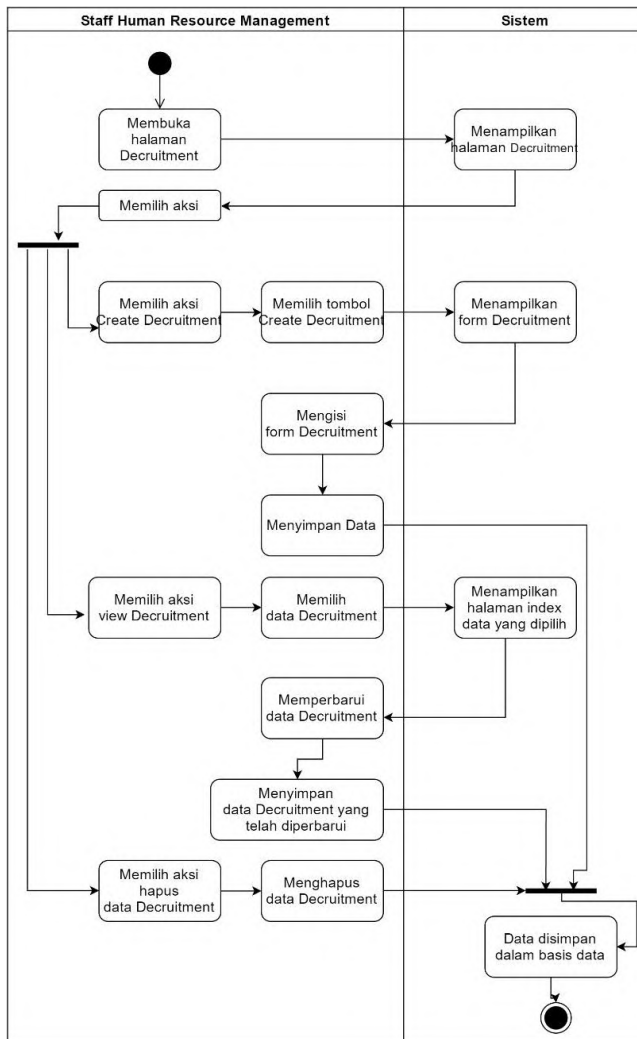 Staff Human Resource Management
Sistem
Membuka
halaman
Decruitment
Menampilkan
halaman Decruitment
Memilih aksi
Memilih aksi
Create Decruitment
Memilih tombol
Create Decruitment
Menampilkan
form Decruitment
Mengisi
form Decruitment
Menyimpan Data
Memilih aksi
view Decruitment
Memilih
data Decruitment
Menampilkan
halaman index
data yang dipilih
Memperbarui
data Decruitment
Menyimpan
data Decruitment yang
telah diperbarui
Memilih aksi
hapus
data Decruitment
Menghapus
data Decruitment
Data disimpan
dalam basis data